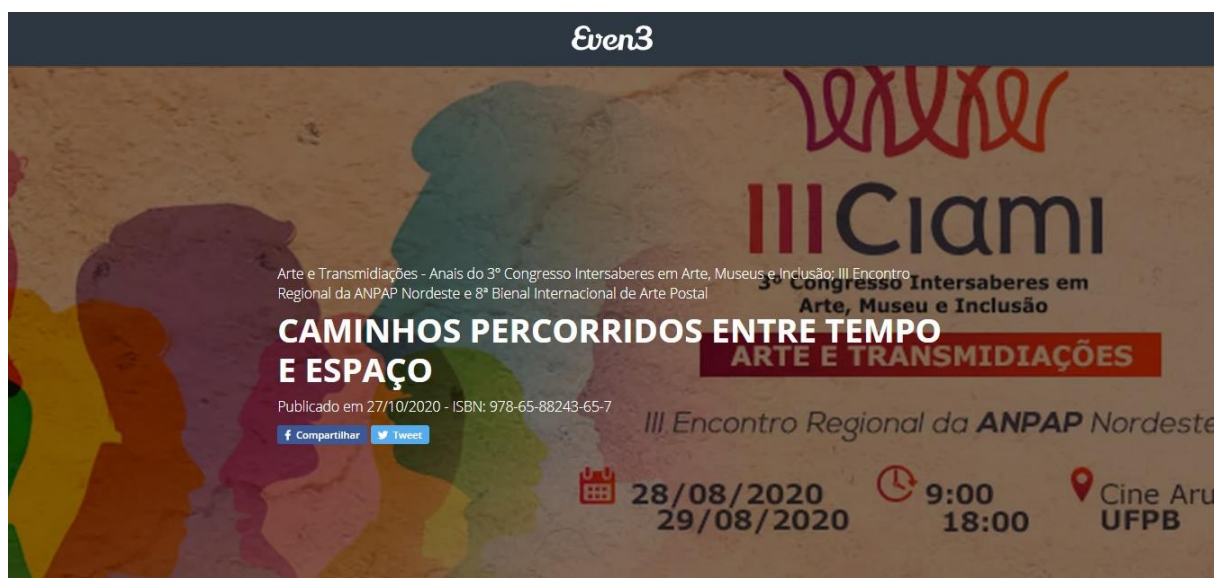 Even3
IIICiami
Arte e Transmidiações - Anais do 3º Congresso Intersaberes em Arte, Museus e Inclusão; III Encontro
Regional da ANPAP Nordeste e 8ª Bienal Internacional de Arte Postal
3º Congresso Intersaberes em
Arte, Museu e Inclusão
CAMINHOS PERCORRIDOS ENTRE TEMPO
E ESPAÇO
ARTE E TRANSMIDIAÇÕES
Publicado em 27/10/2020 - ISBN: 978-65-88243-65-7
Compartilhar Tweet
III Encontro Regional da ANPAP Nordeste
28/08/2020 9:00 Cine Aru
29/08/2020 18:00 UFPB